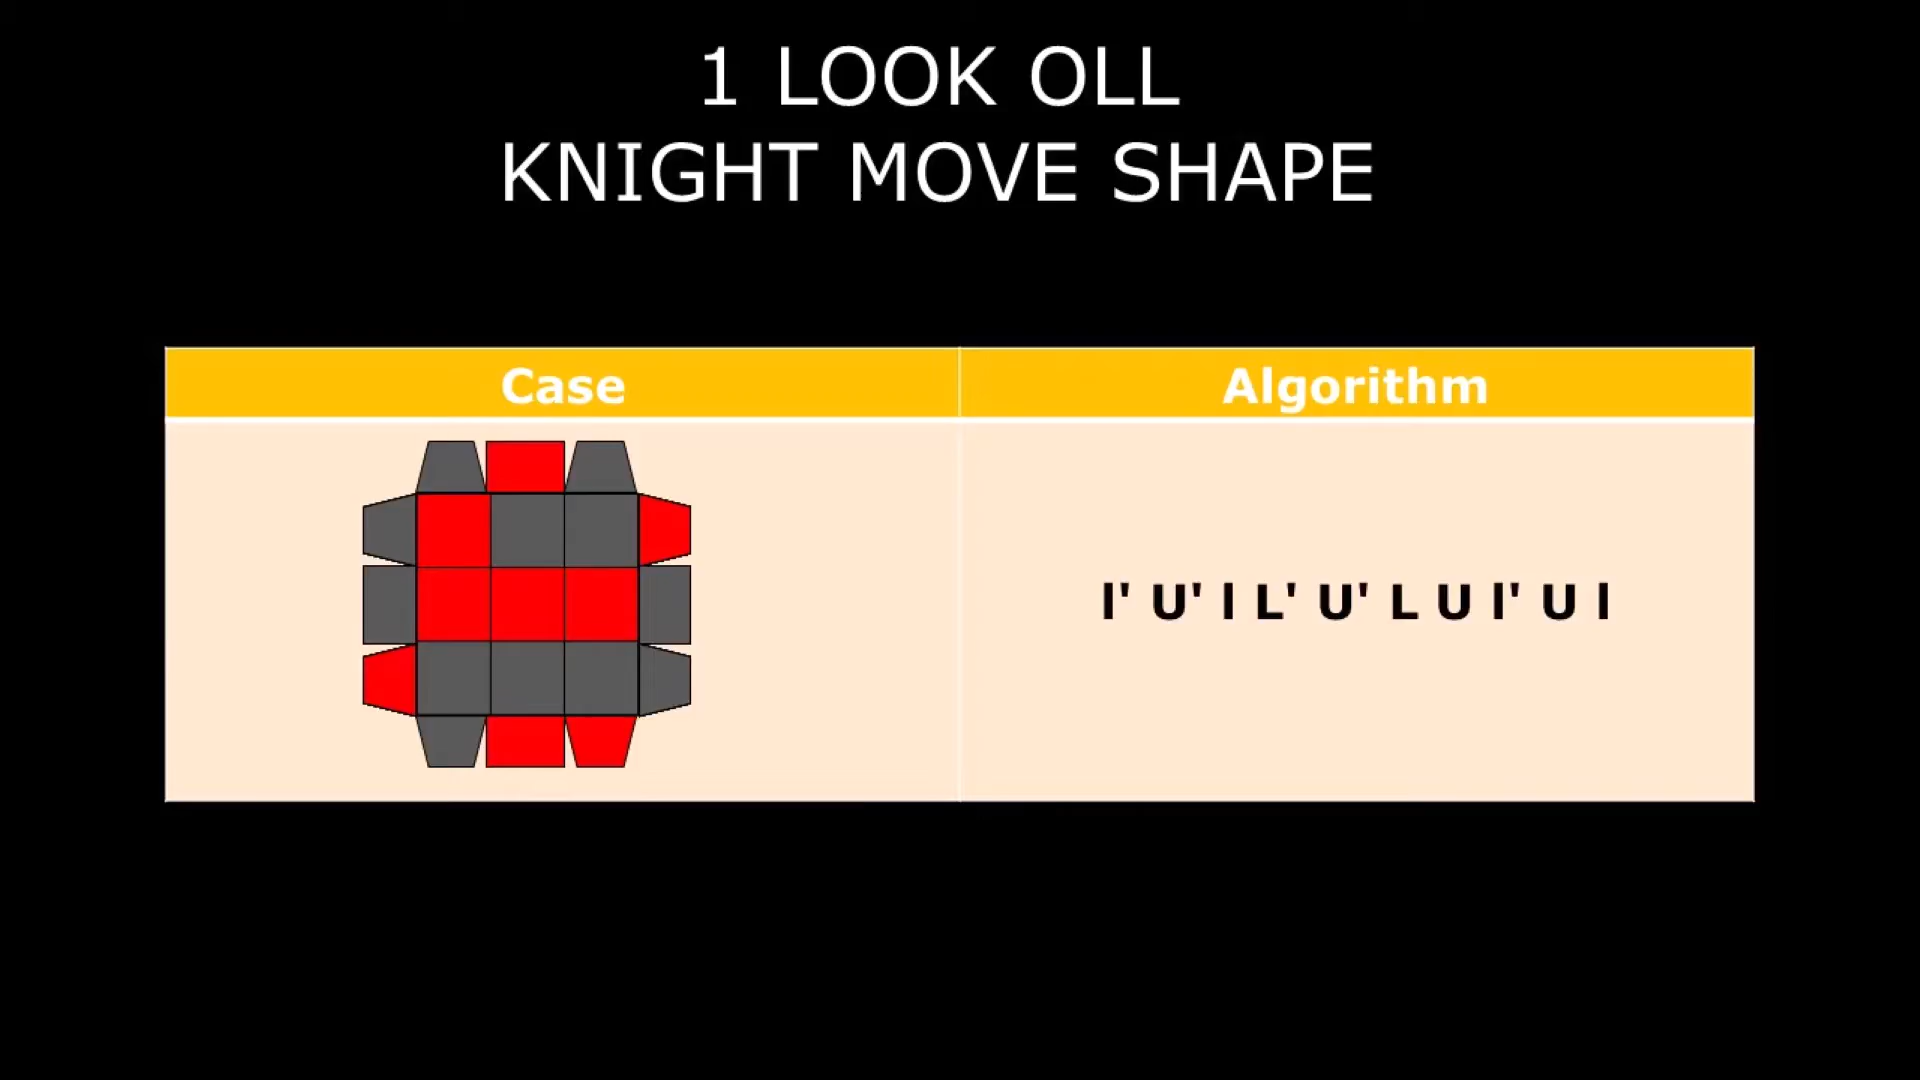 1 LOOK OLL
KNIGHT MOVE SHAPE
Case
Algorithm
l' U' l L' U' L U l' U l